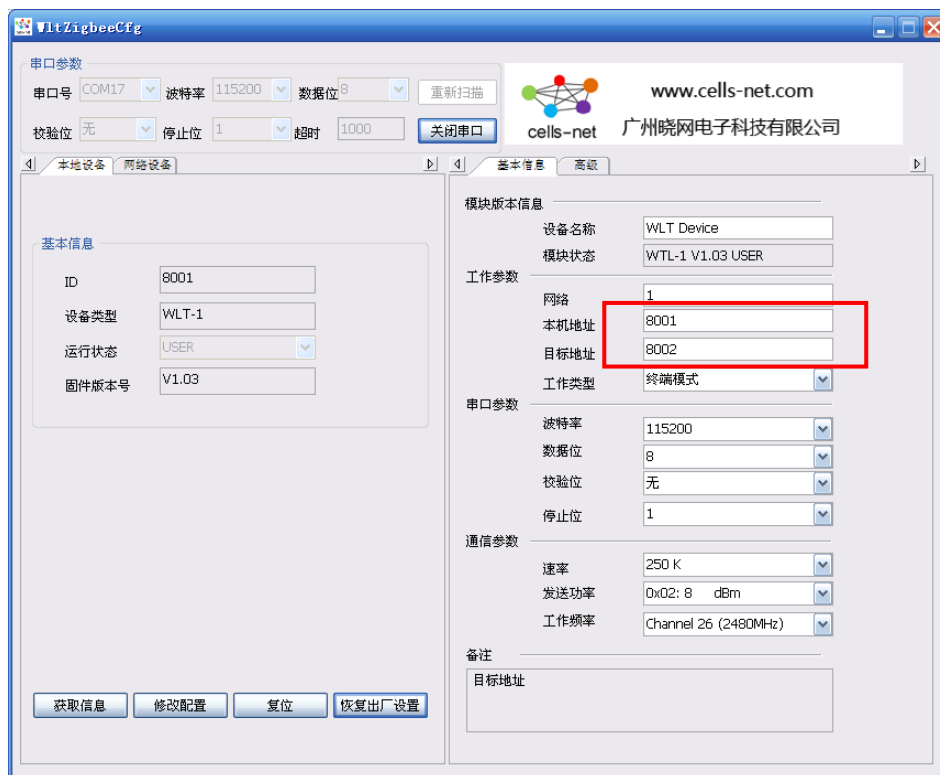 WltZigbeeCfg
串口参数
串口号 COM17 波特率 115200 数据位 8 重新扫描
校验位 无 停止位 1 超时 1000 关闭串口
cells-net
www.cells-net.com
广州晓网电子科技有限公司
本地设备 网络设备
基本信息
ID 8001
设备类型 WLT-1
运行状态 USER
固件版本号 V1.03
获取信息 修改配置 复位 恢复出厂设置
基本信息 高级
模块版本信息
设备名称 WLT Device
模块状态 WTL-1 V1.03 USER
工作参数
网络 1
本机地址 8001
目标地址 8002
工作类型 终端模式
串口参数
波特率 115200
数据位 8
校验位 无
停止位 1
通信参数
速率 250 K
发送功率 0x02: 8 dBm
工作频率 Channel 26 (2480MHz)
备注
目标地址